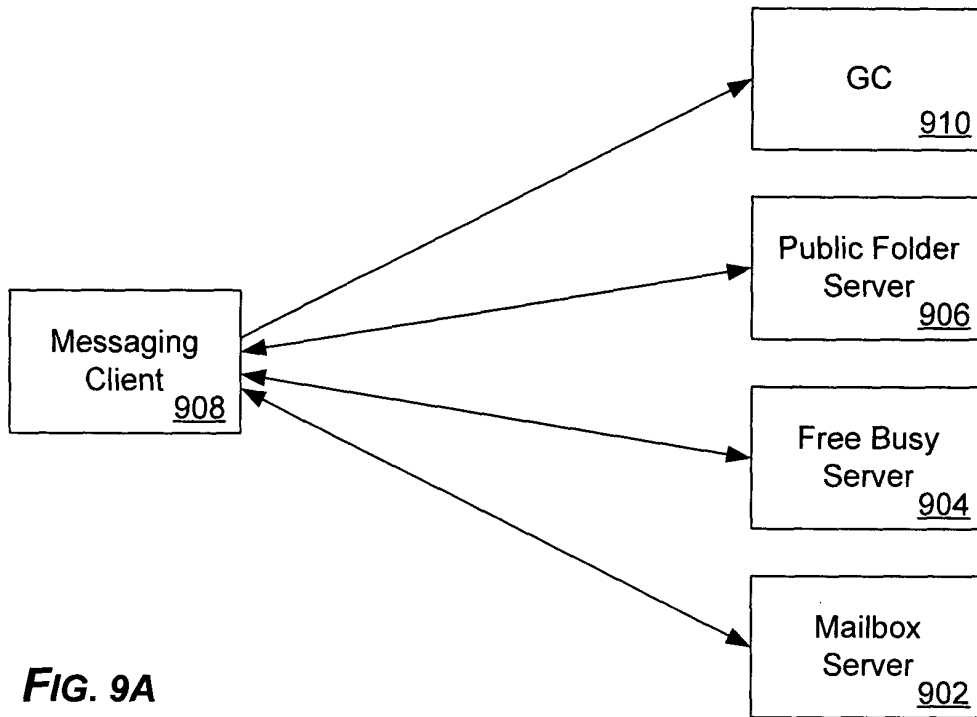 GC
910
Public Folder
Server
906
Messaging
Client
908
Free Busy
Server
904
Mailbox
Server
902
FIG. 9A